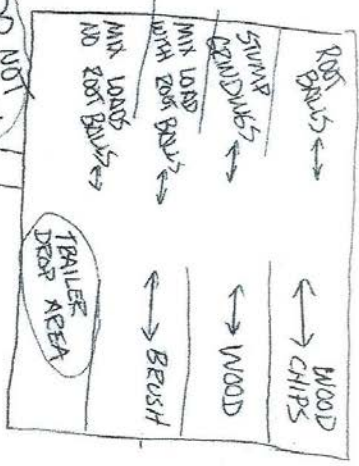 ROOT
BALLS
STUMP
GRINDINGS
MIX LOAD
WITH ROOT BALLS
MIX LOADS
NO ROOT BALLS
WOOD
CHIPS
WOOD
BRUSH
TRAILER
DROP AREA
DO NOT